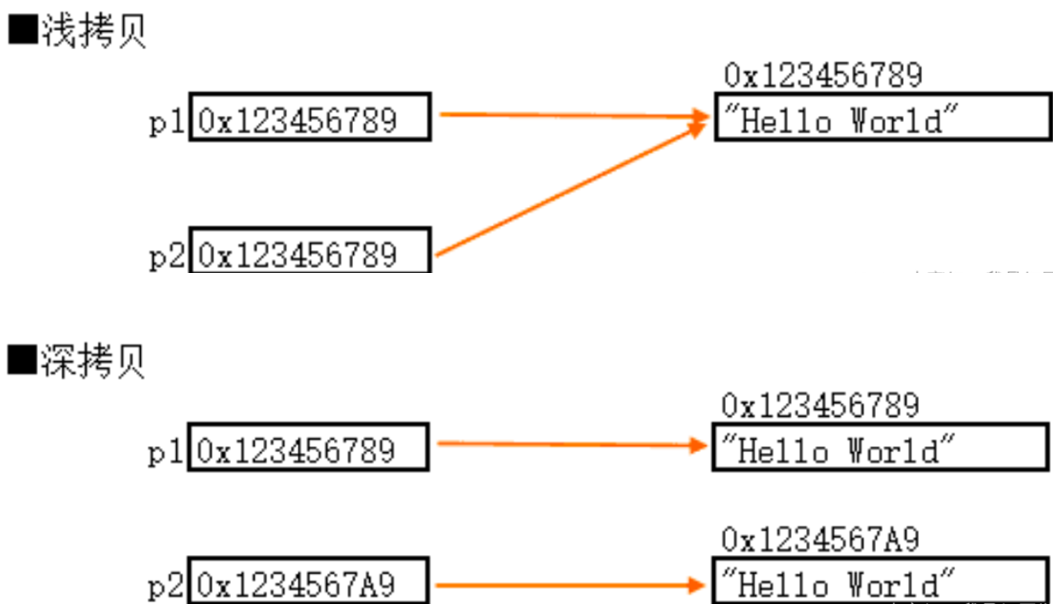 ■浅拷贝
0x123456789
p1 0x123456789 "Hello World"
p2 0x123456789
■深拷贝
0x123456789
p1 0x123456789 "Hello World"
0x1234567A9
p2 0x1234567A9 "Hello World"